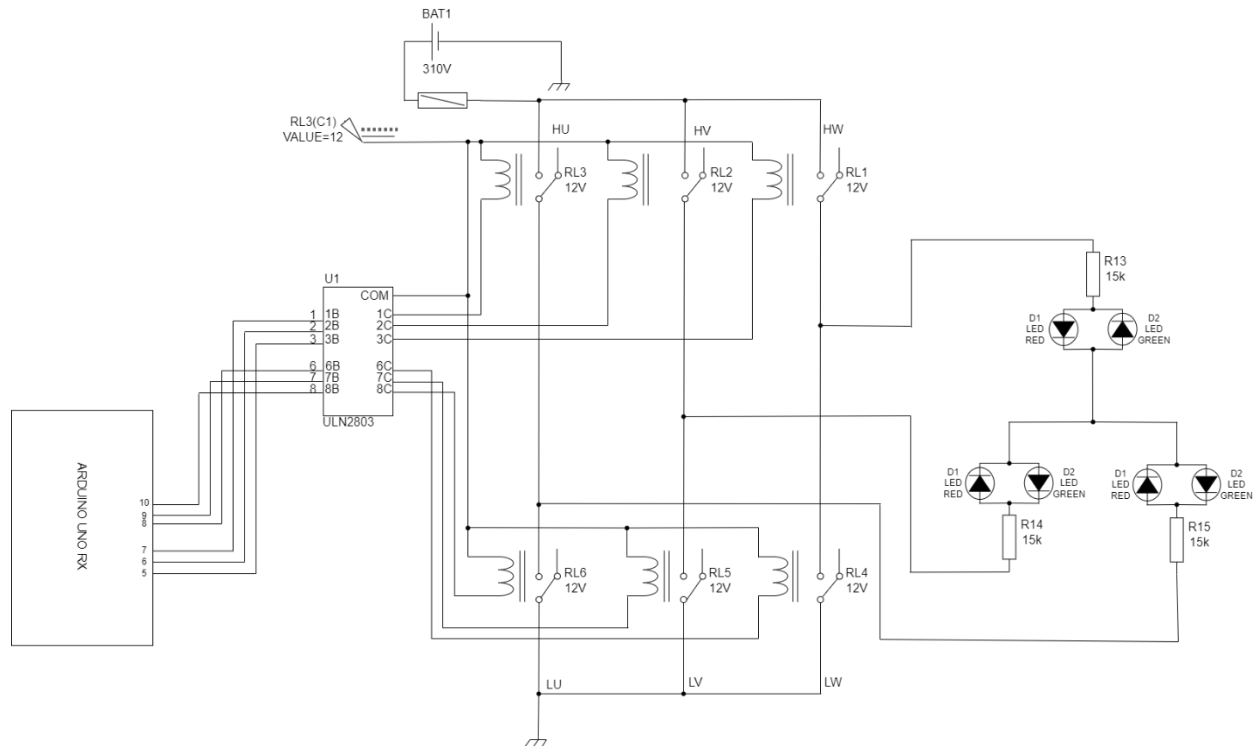 BAT1
310V
RL3(C1)
VALUE=12
HU
HV
HW
RL3
12V
RL2
12V
RL1
12V
U1
COM
1 1B 1C
2 2B 2C
3 3B 3C
6 6B 6C
7 7B 7C
8 8B 8C
ULN2803
ARDUINO UNO RX
10
9
8
7
6
5
R13
15k
D1
LED
RED
D2
LED
GREEN
D1
LED
RED
D2
LED
GREEN
D1
LED
RED
D2
LED
GREEN
R14
15k
R15
15k
RL6
12V
RL5
12V
RL4
12V
LU
LV
LW